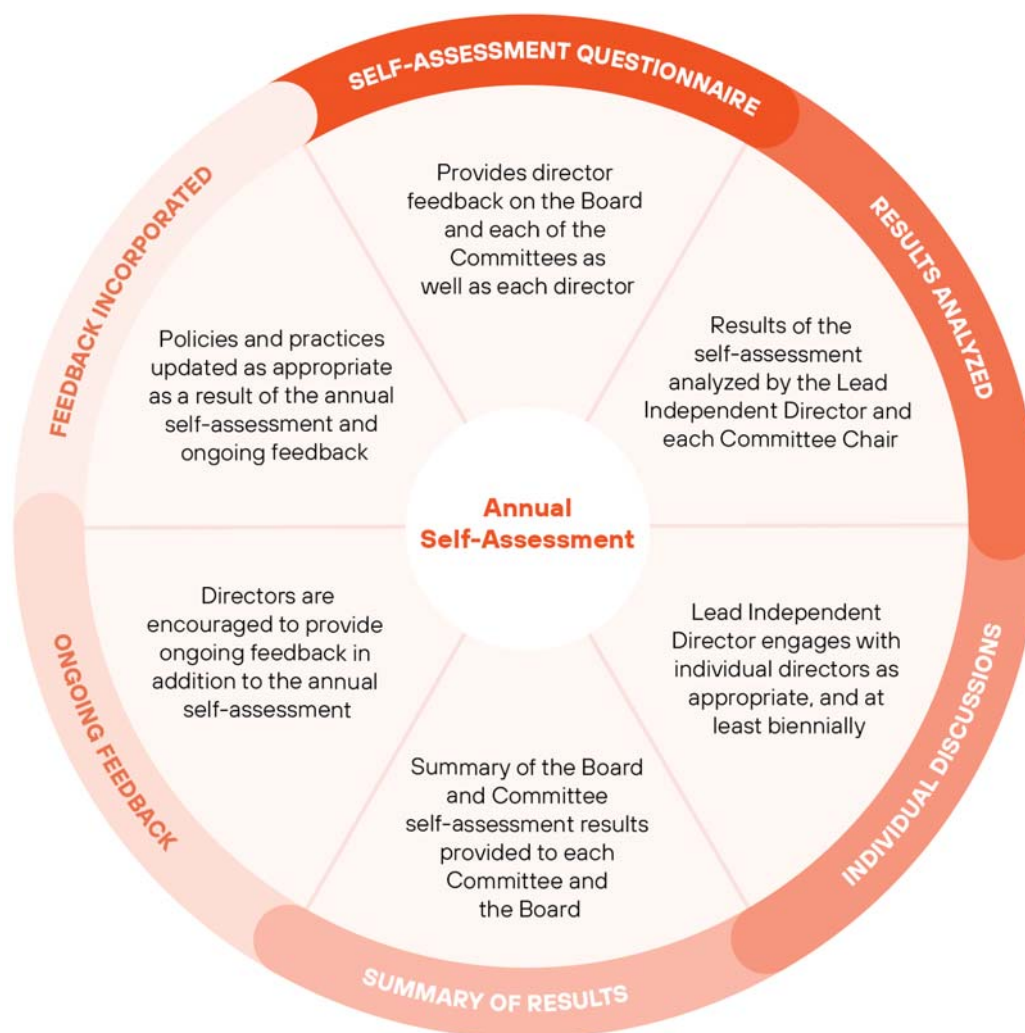 SELF-ASSESSMENT QUESTIONNAIRE
Provides director
feedback on the Board
and each of the
Committees as
well as each director
RESULTS ANALYZED
Results of the
self-assessment
analyzed by the Lead
Independent Director and
each Committee Chair
INDIVIDUAL DISCUSSIONS
Lead Independent
Director engages with
individual directors as
appropriate, and at
least biennially
SUMMARY OF RESULTS
Summary of the Board
and Committee
self-assessment results
provided to each
Committee and
the Board
ONGOING FEEDBACK
Directors are
encouraged to provide
ongoing feedback in
addition to the annual
self-assessment
FEEDBACK INCORPORATED
Policies and practices
updated as appropriate
as a result of the annual
self-assessment and
ongoing feedback
Annual
Self-Assessment